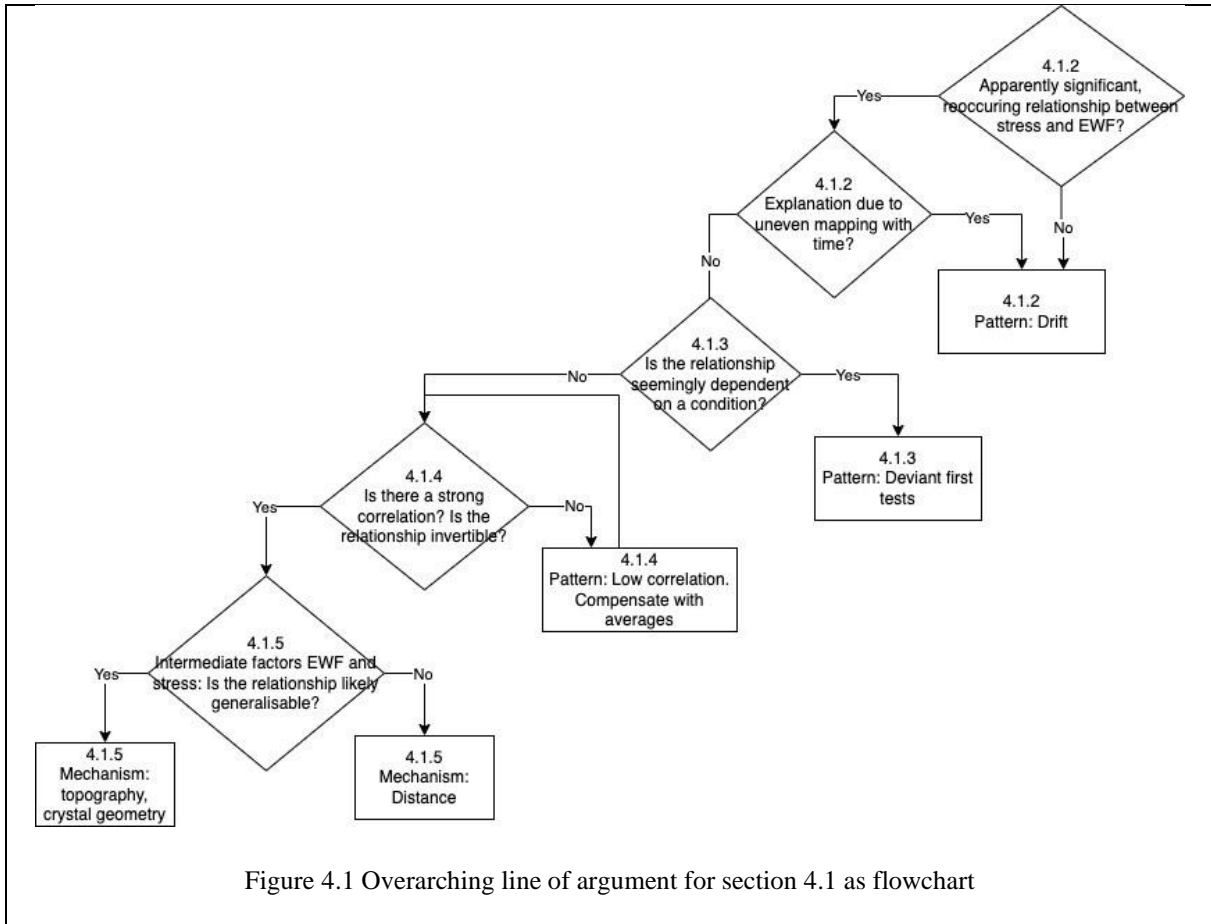 4.1.2
Apparently significant,
reoccuring relationship between
stress and EWF?
Yes
No
4.1.2
Explanation due to
uneven mapping with
time?
Yes
No
4.1.2
Pattern: Drift
4.1.3
Is the relationship
seemingly dependent
on a condition?
No
Yes
4.1.3
Pattern: Deviant first
tests
4.1.4
Is there a strong
correlation? Is the
relationship invertible?
Yes
No
4.1.4
Pattern: Low correlation.
Compensate with
averages
4.1.5
Intermediate factors EWF and
stress: Is the relationship likely
generalisable?
Yes
No
4.1.5
Mechanism:
topography,
crystal geometry
4.1.5
Mechanism:
Distance
Figure 4.1 Overarching line of argument for section 4.1 as flowchart